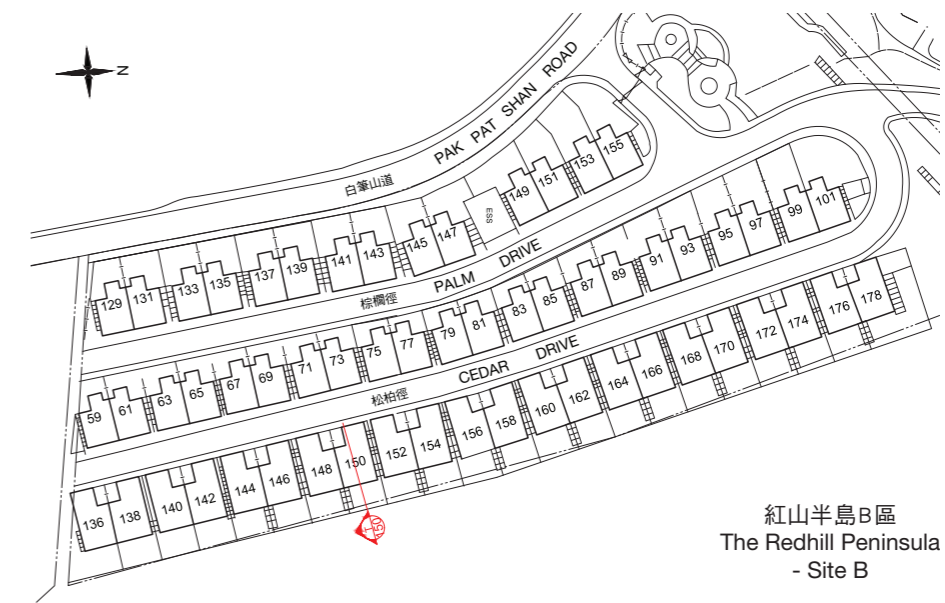 N
PAK PAT SHAN ROAD
白筆山道
149 151 153 155
ESS
129 131 133 135 137 139 141 143 145 147
PALM DRIVE
棕櫚徑
59 61 63 65 67 69 71 73 75 77 79 81 83 85 87 89 91 93 95 97 99 101
CEDAR DRIVE
松柏徑
136 138 140 142 144 146 148 150 152 154 156 158 160 162 164 166 168 170 172 174 176 178
150
紅山半島B區
The Redhill Peninsula
- Site B